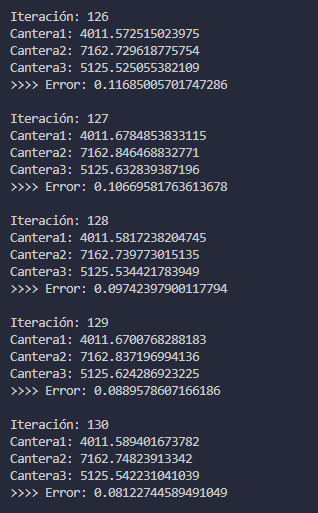 Iteración: 126
Cantera1: 4011.572515023975
Cantera2: 7162.729618775754
Cantera3: 5125.525055382109
>>>> Error: 0.11685005701747286
Iteración: 127
Cantera1: 4011.6784853833115
Cantera2: 7162.846468832771
Cantera3: 5125.632839387196
>>>> Error: 0.10669581763613678
Iteración: 128
Cantera1: 4011.5817238204745
Cantera2: 7162.739773015135
Cantera3: 5125.534421783949
>>>> Error: 0.09742397900117794
Iteración: 129
Cantera1: 4011.6700768288183
Cantera2: 7162.837196994136
Cantera3: 5125.624286923225
>>>> Error: 0.0889578607166186
Iteración: 130
Cantera1: 4011.589401673782
Cantera2: 7162.74823913342
Cantera3: 5125.542231041039
>>>> Error: 0.08122744589491049